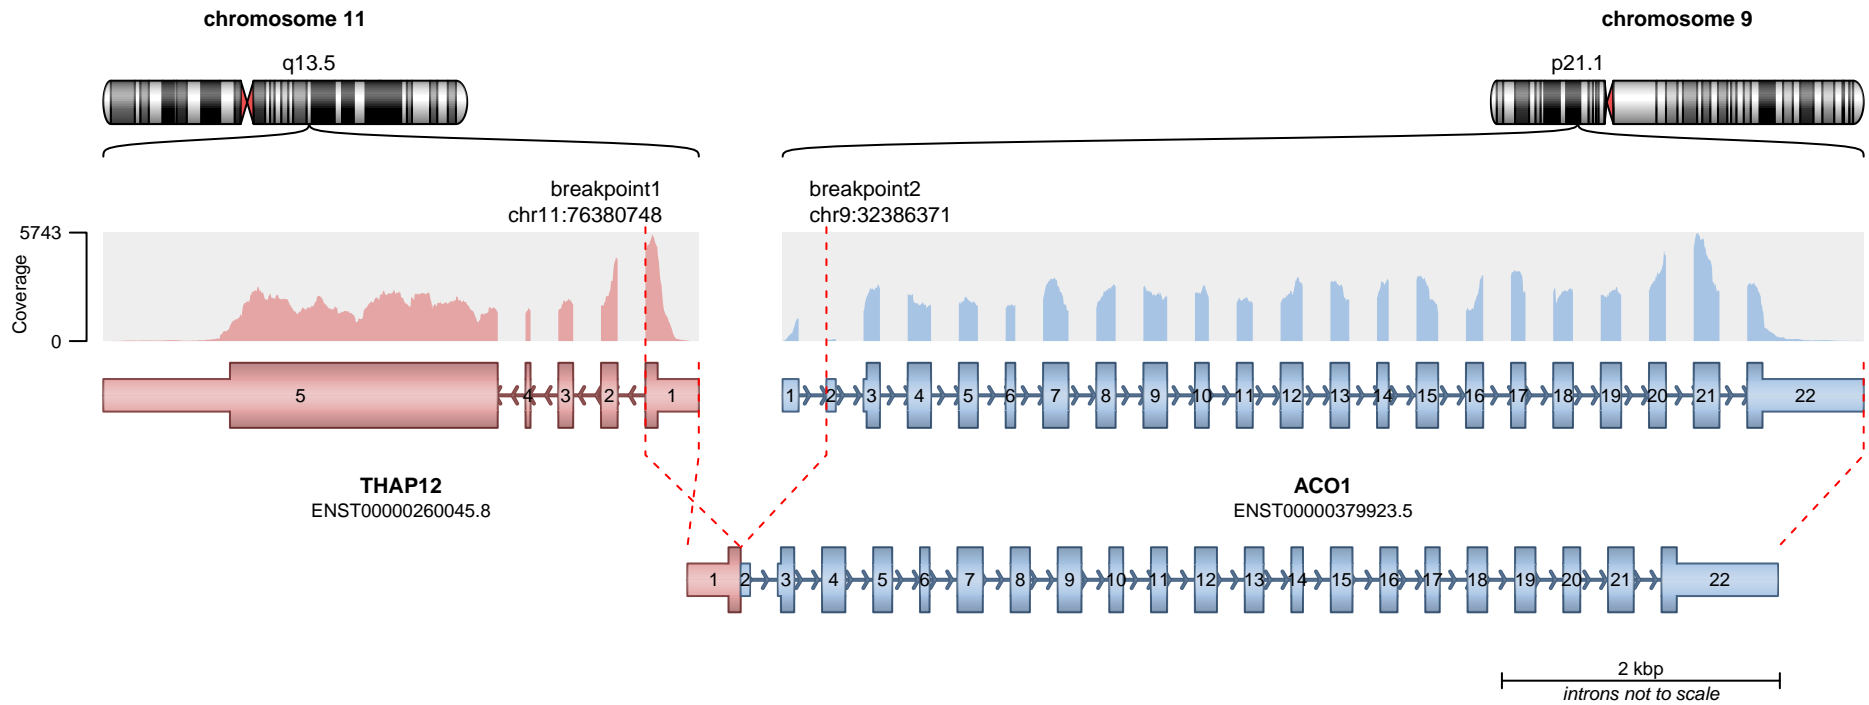 chromosome 11
chromosome 9
q13.5
p21.1
breakpoint1
chr11:76380748
breakpoint2
chr9:32386371
5743
0
Coverage
5 4 3 2 1
1 2 3 4 5 6 7 8 9 10 11 12 13 14 15 16 17 18 19 20 21 22
THAP12
ENST00000260045.8
ACO1
ENST00000379923.5
1 2 3 4 5 6 7 8 9 10 11 12 13 14 15 16 17 18 19 20 21 22
2 kbp
introns not to scale